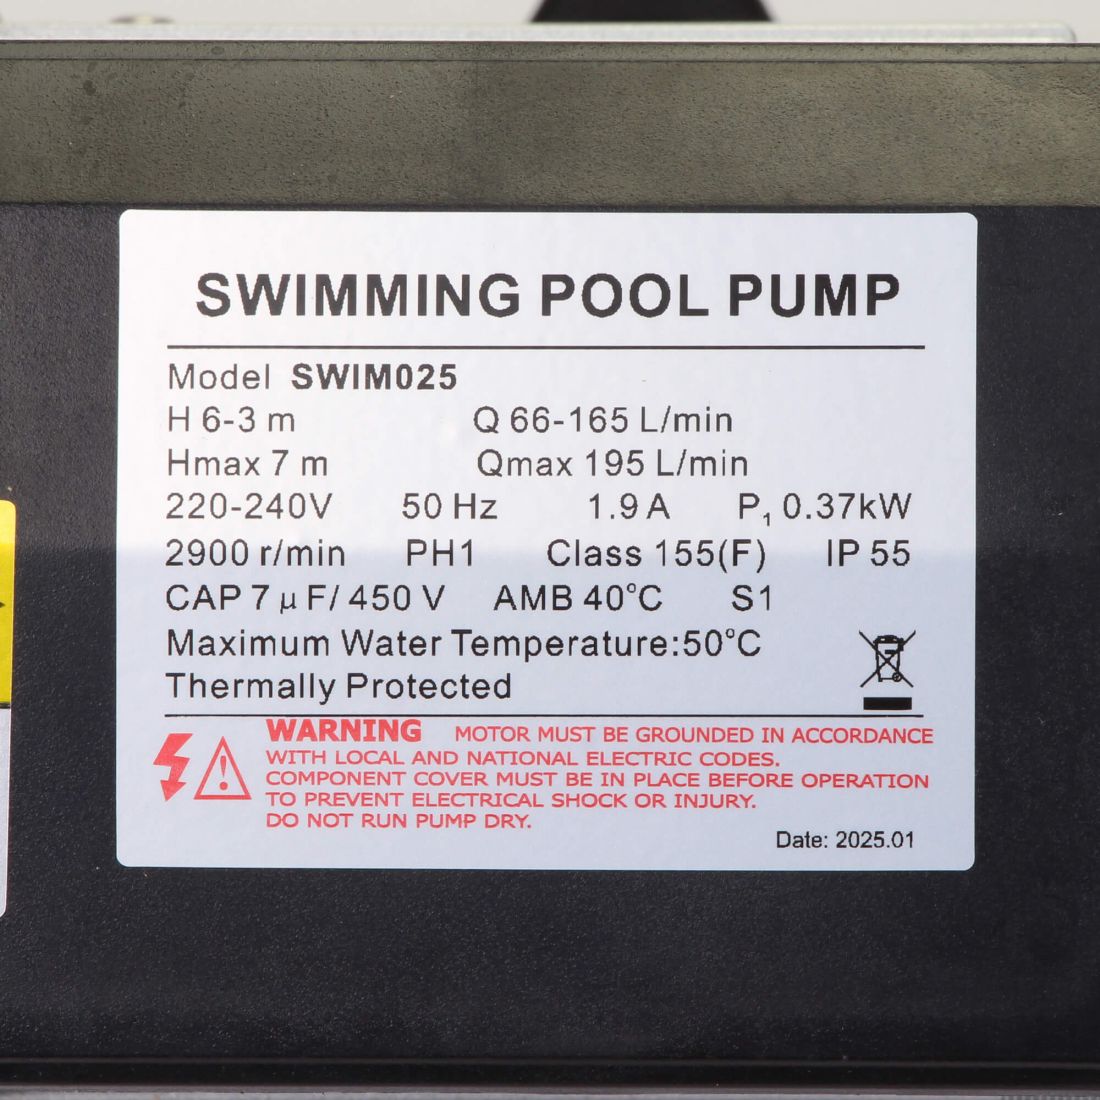 SWIMMING POOL PUMP
Model SWIM025
H 6-3 m Q 66-165 L/min
Hmax 7 m Qmax 195 L/min
220-240V 50 Hz 1.9 A P₁ 0.37kW
2900 r/min PH1 Class 155(F) IP 55
CAP 7 μF/ 450 V AMB 40°C S1
Maximum Water Temperature:50°C
Thermally Protected
WARNING MOTOR MUST BE GROUNDED IN ACCORDANCE
WITH LOCAL AND NATIONAL ELECTRIC CODES.
COMPONENT COVER MUST BE IN PLACE BEFORE OPERATION
TO PREVENT ELECTRICAL SHOCK OR INJURY.
DO NOT RUN PUMP DRY.
Date: 2025.01